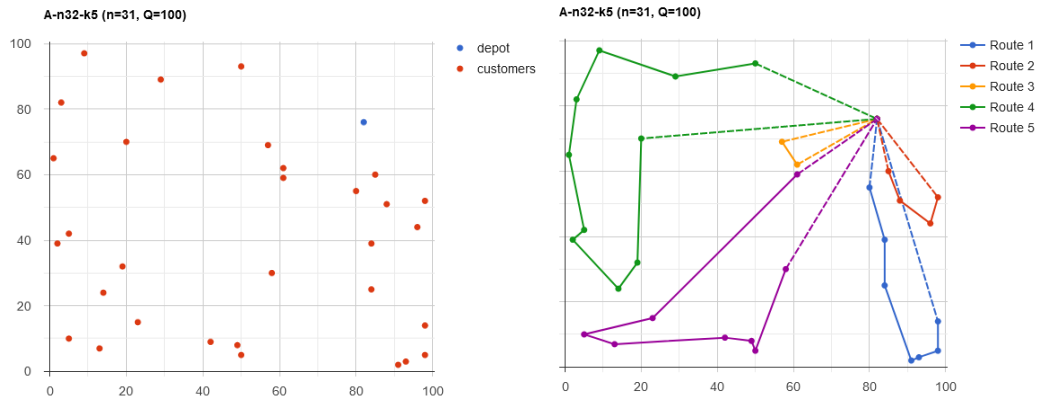 A-n32-k5 (n=31, Q=100)
100
80
60
40
20
0
0
20
40
60
80
100
depot
customers
A-n32-k5 (n=31, Q=100)
0
20
40
60
80
100
Route 1
Route 2
Route 3
Route 4
Route 5